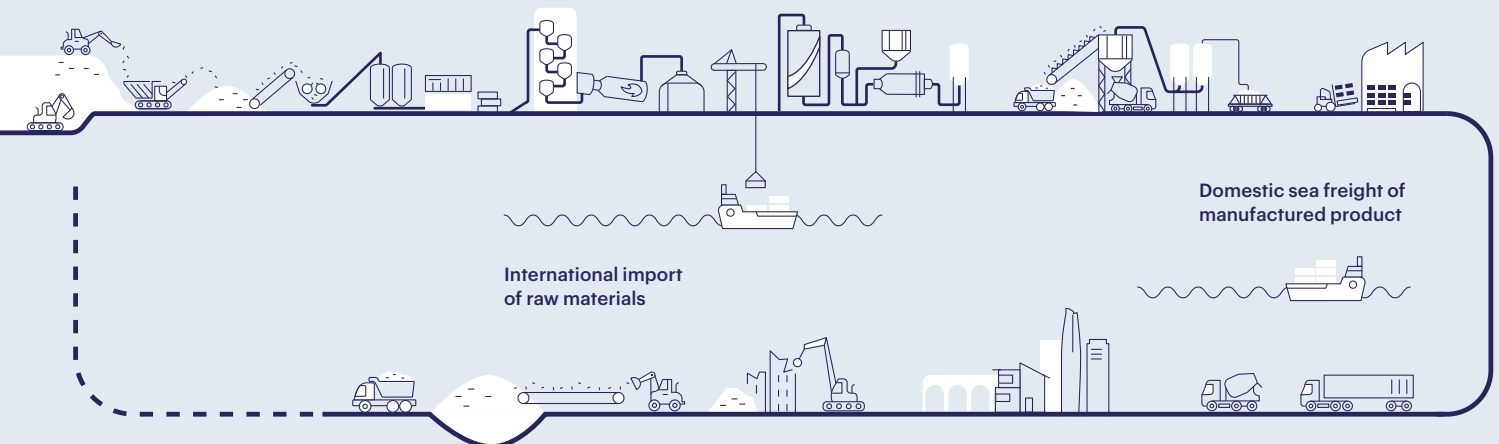 Domestic sea freight of
manufactured product
International import
of raw materials